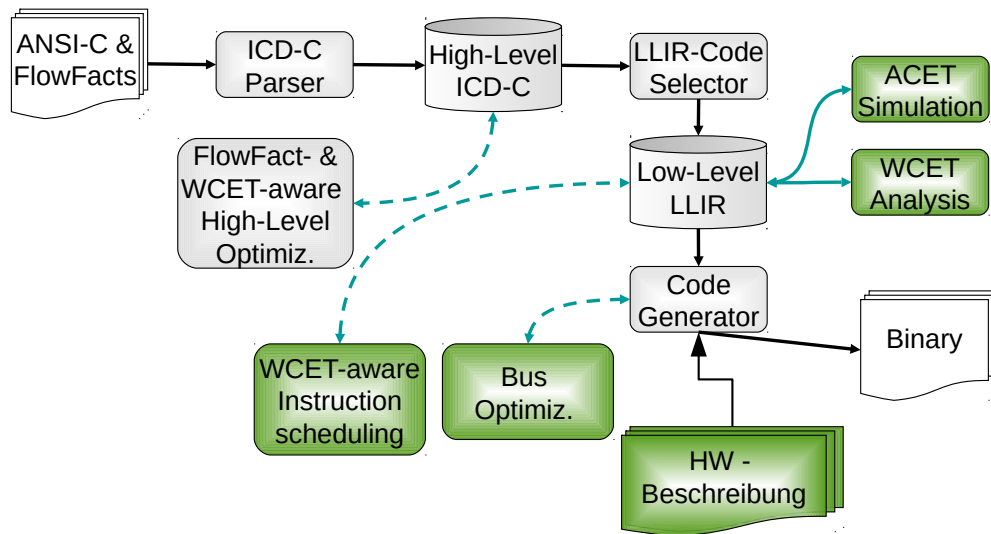 ANSI-C &
FlowFacts
ICD-C
Parser
High-Level
ICD-C
LLIR-Code
Selector
ACET
Simulation
FlowFact- &
WCET-aware
High-Level
Optimiz.
Low-Level
LLIR
WCET
Analysis
Code
Generator
Binary
WCET-aware
Instruction
scheduling
Bus
Optimiz.
HW -
Beschreibung